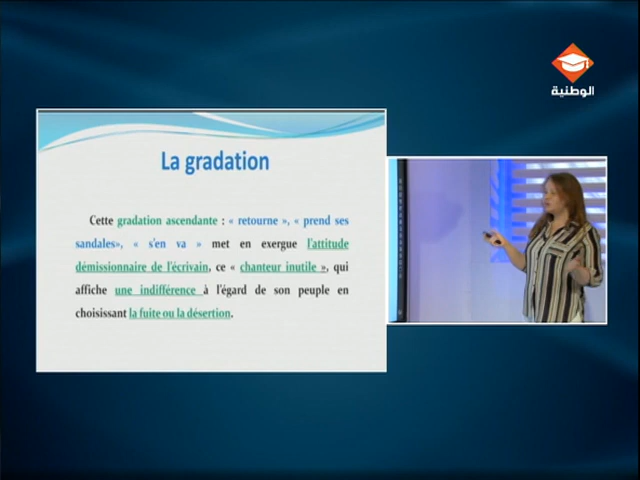 الوطنية
La gradation
Cette gradation ascendante : « retourne », « prend ses
sandales», « s'en va » met en exergue l'attitude
démissionnaire de l'écrivain, ce « chanteur inutile », qui
affiche une indifférence à l'égard de son peuple en
choisissant la fuite ou la désertion.